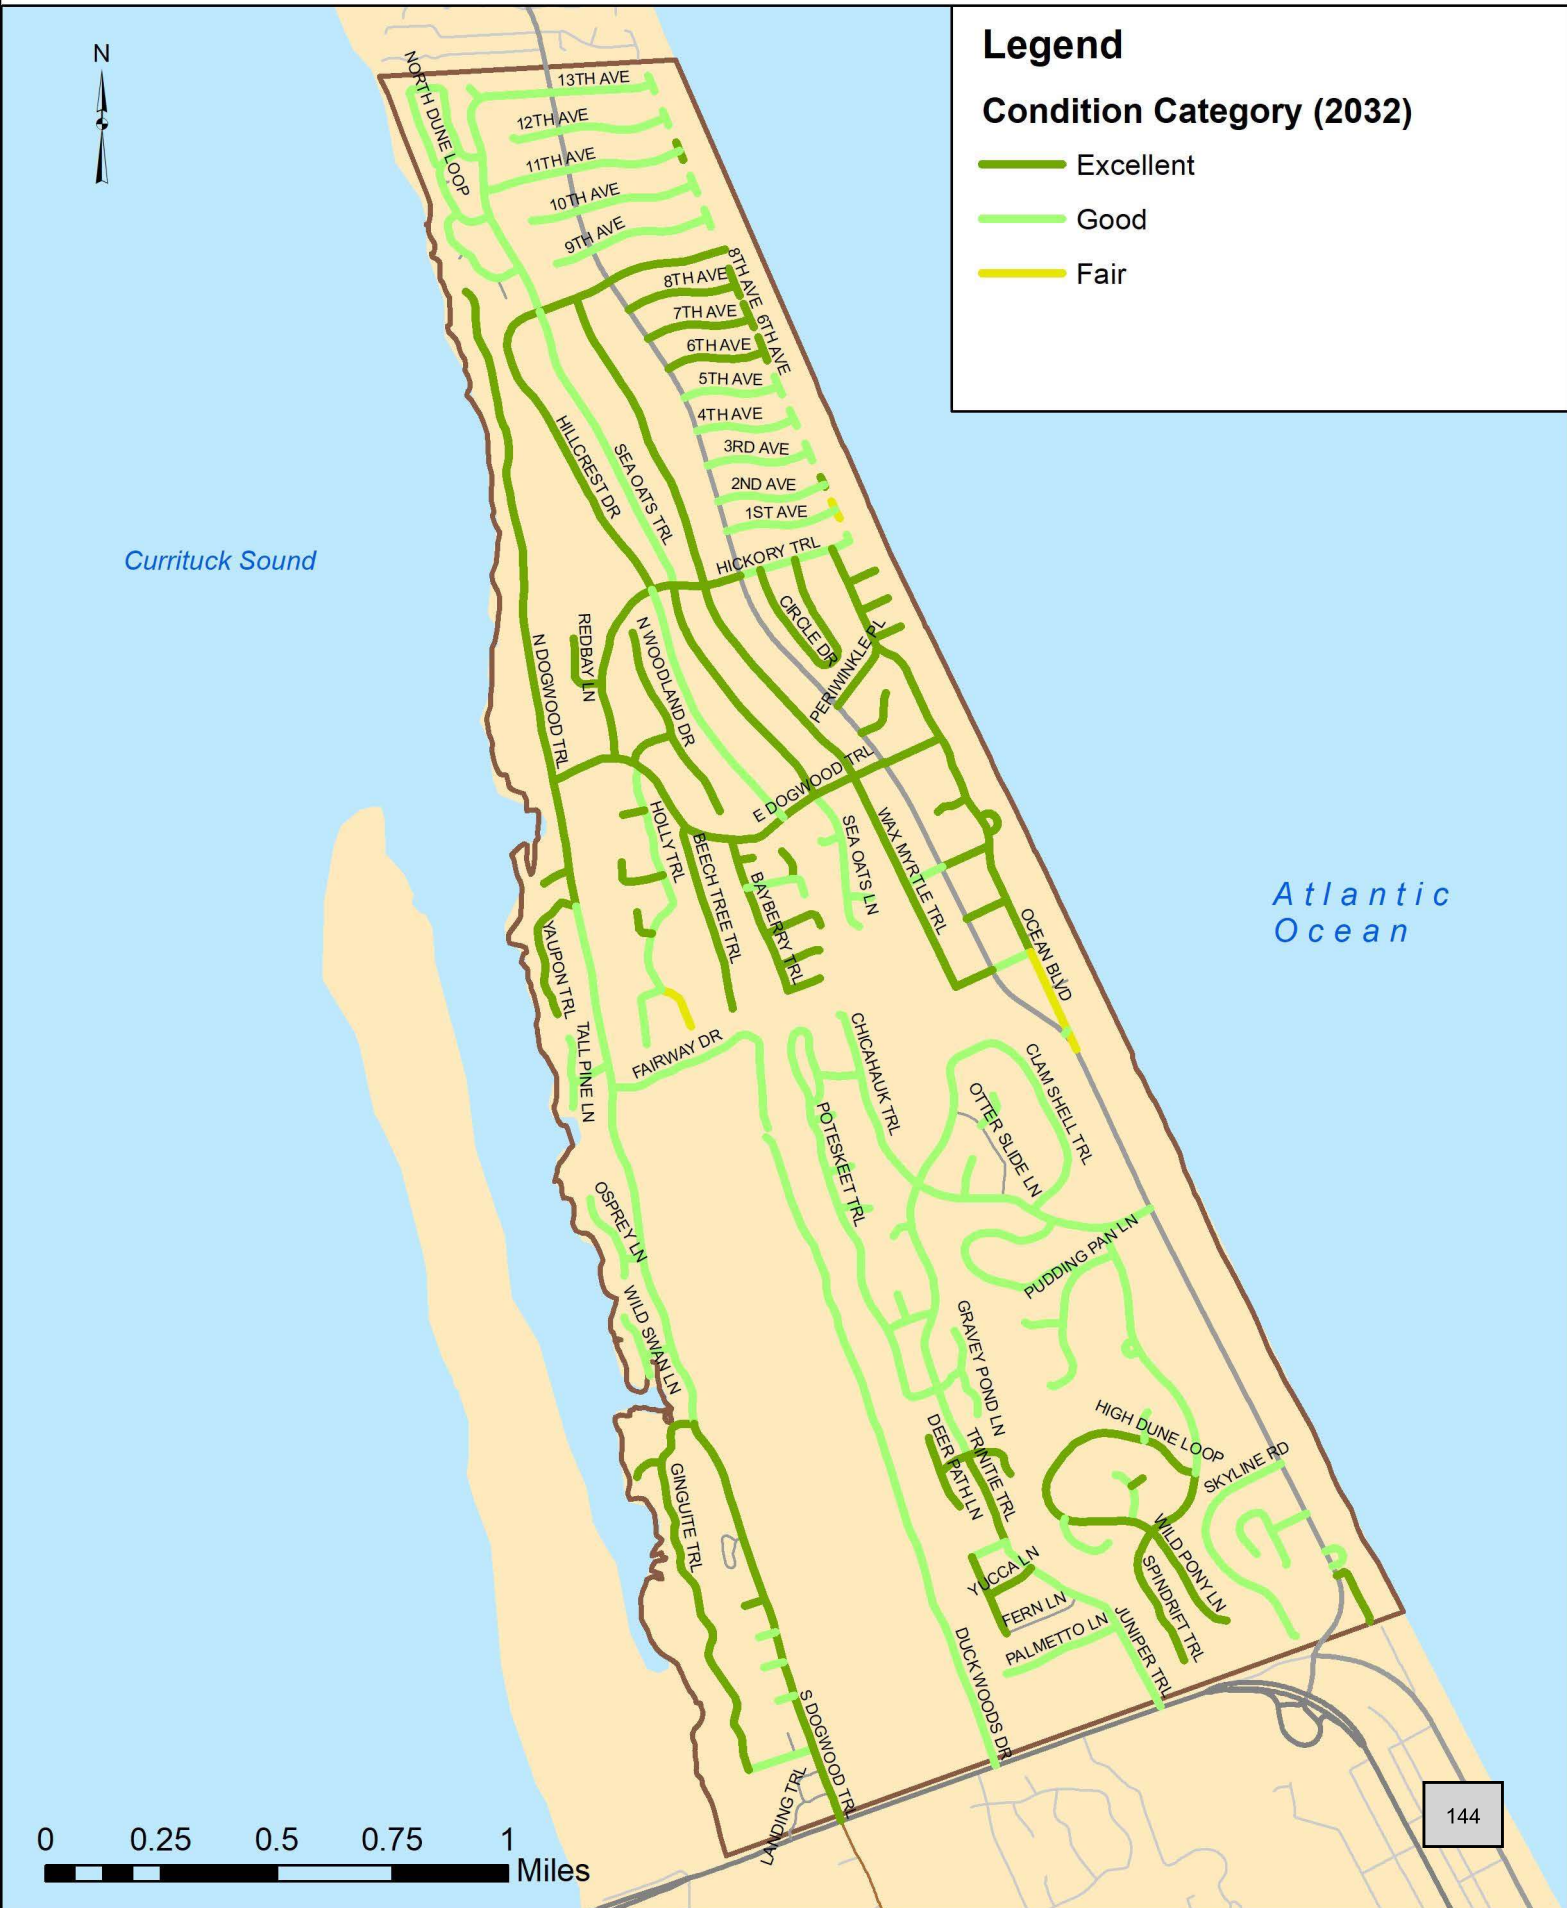 Legend
Condition Category (2032)
Excellent
Good
Fair
N
NORTH DUNE LOOP
13TH AVE
12TH AVE
11TH AVE
10TH AVE
9TH AVE
8TH AVE
8TH AVE
7TH AVE
6TH AVE
6TH AVE
5TH AVE
4TH AVE
3RD AVE
2ND AVE
1ST AVE
HICKORY TRL
HILLCREST DR
SEA OATS TRL
Currituck Sound
CIRCLE DR
PERIWINKLE PL
REDBAY LN
N WOODLAND DR
N DOGWOOD TRL
E DOGWOOD TRL
HOLLY TRL
BEECH TREE TRL
BAYBERRY TRL
SEA OATS LN
WAX MYRTLE TRL
OCEAN BLVD
Atlantic
Ocean
YAUPON TRL
TALL PINE LN
FAIRWAY DR
CHICAHAUK TRL
POTESKEET TRL
OTTER SLIDE LN
CLAM SHELL TRL
OSPREY LN
PUDDING PAN LN
WILD SWAN LN
GRAVEY POND LN
HIGH DUNE LOOP
SKYLINE RD
DEER PATH LN
TRINITIE TRL
GINGUITE TRL
WILD PONY LN
SPINDRIFT TRL
YUCCA LN
FERN LN
PALMETTO LN
JUNIPER TRL
DUCK WOODS DR
S DOGWOOD TRL
LANDING TRL
144
0 0.25 0.5 0.75 1
Miles